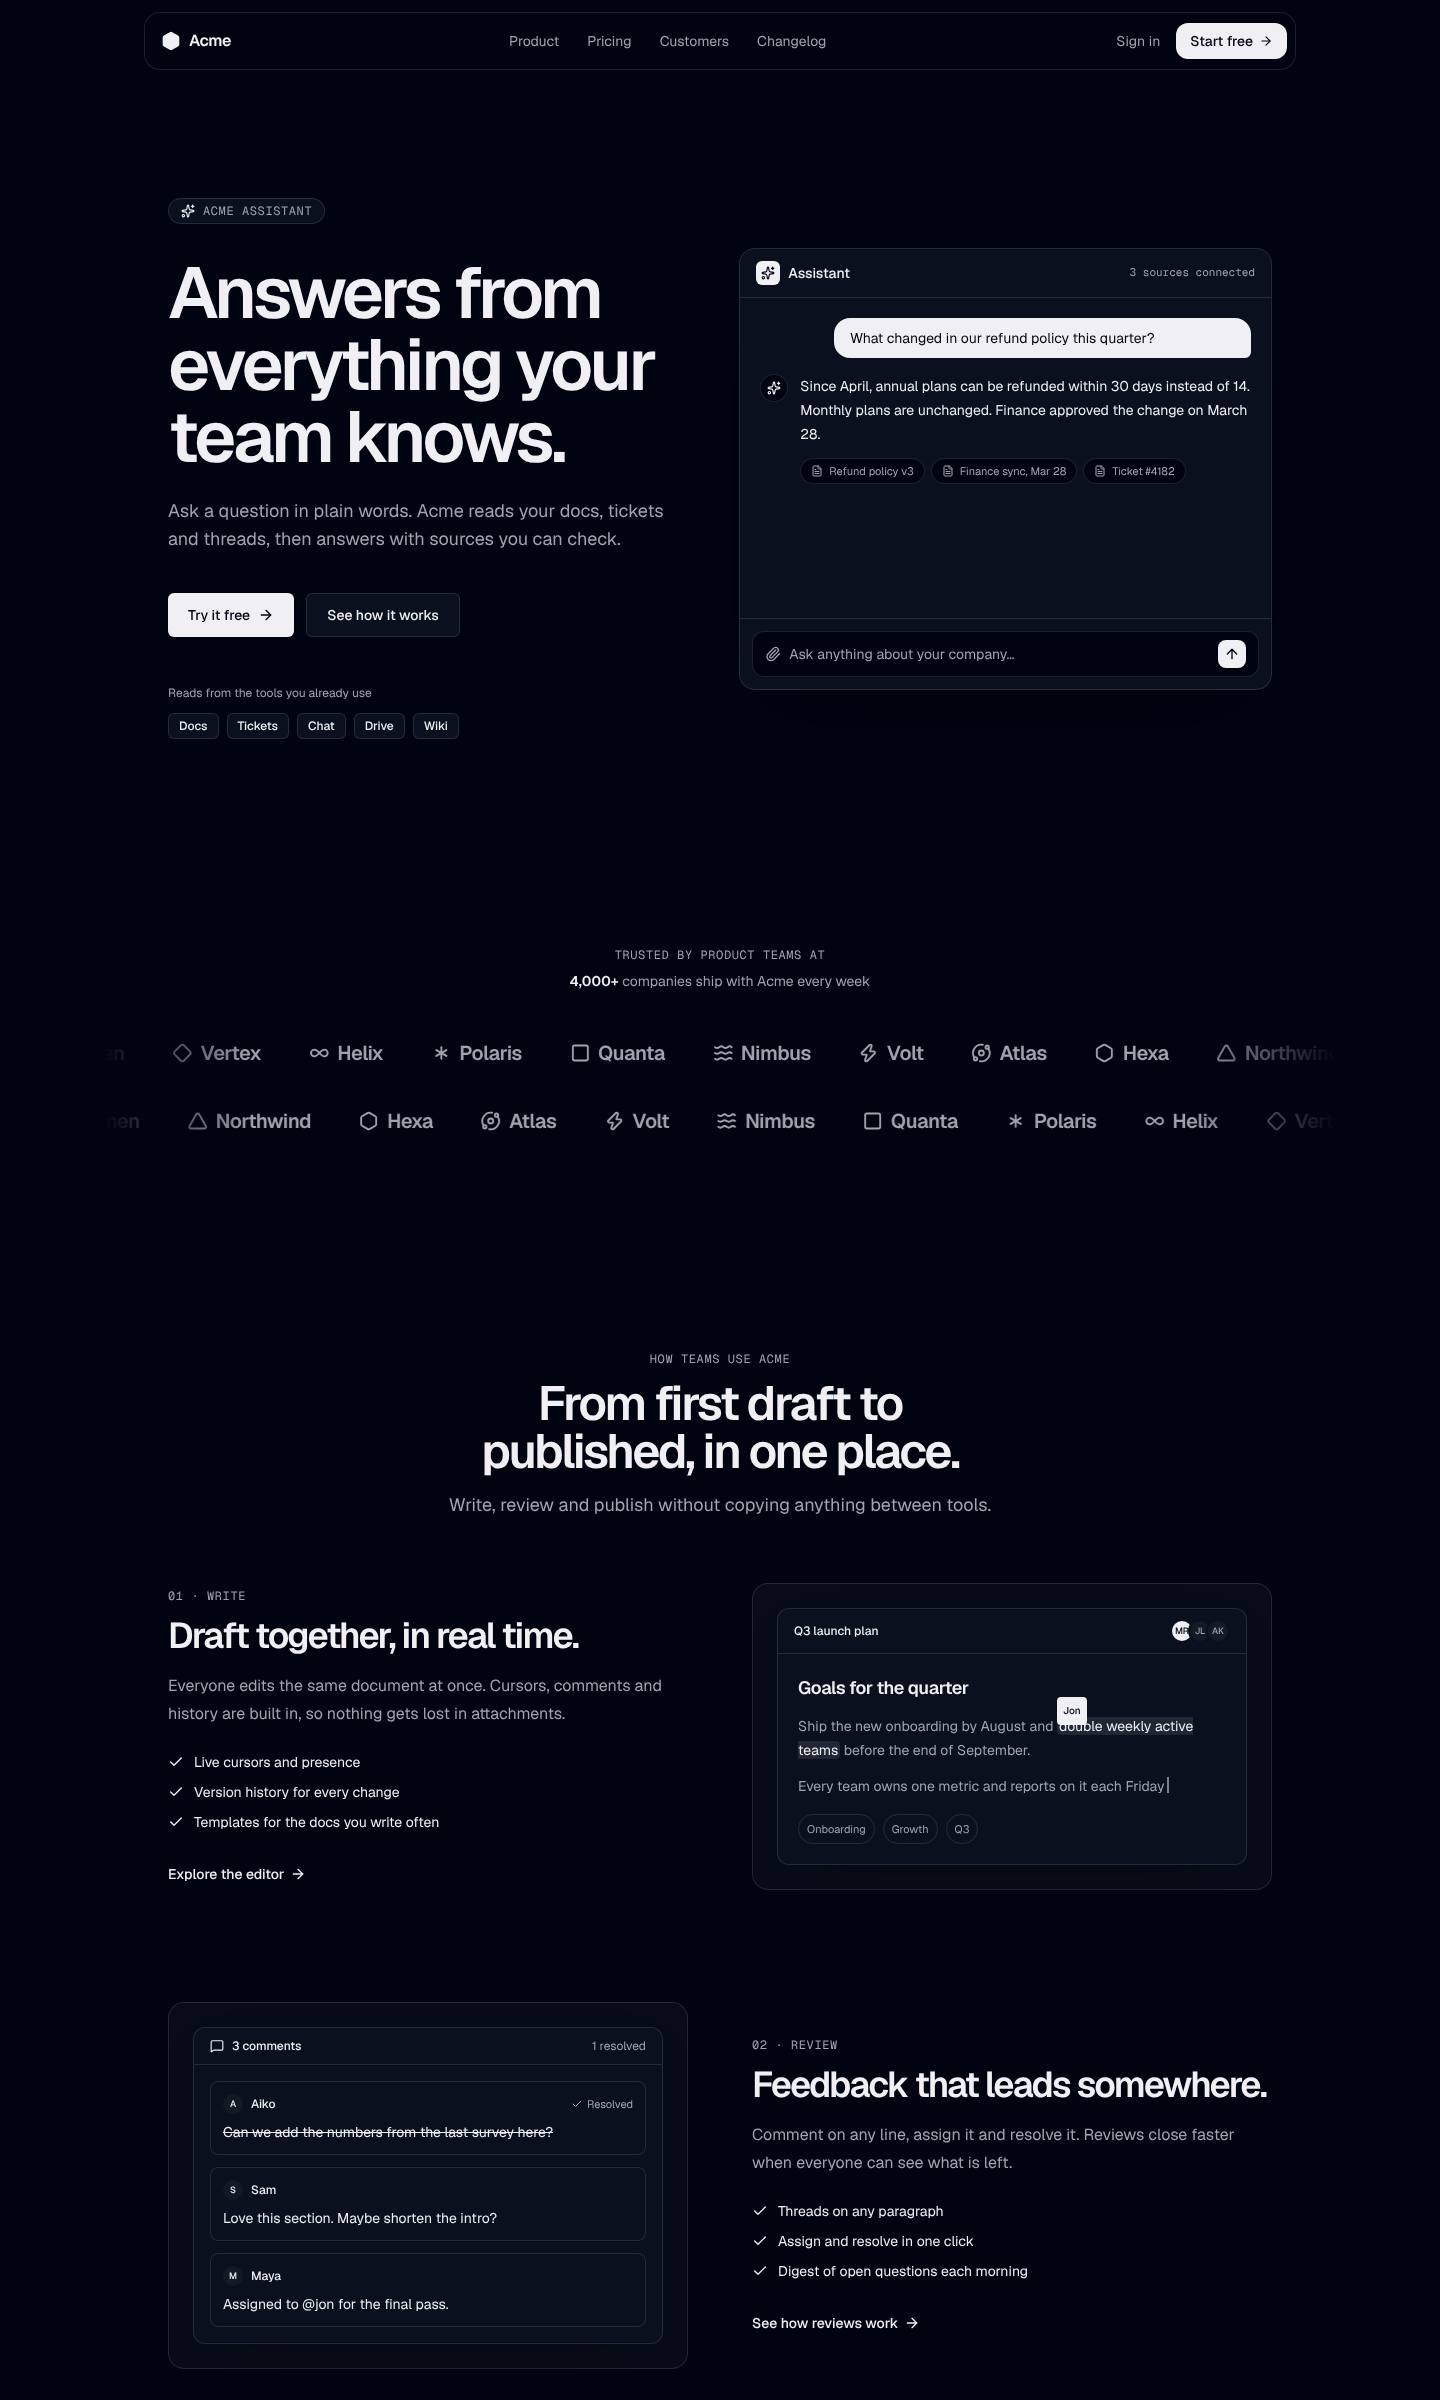 Acme
Product Pricing Customers Changelog
Sign in
Start free
ACME ASSISTANT
Answers from
everything your
team knows.
Ask a question in plain words. Acme reads your docs, tickets
and threads, then answers with sources you can check.
Try it free
See how it works
Reads from the tools you already use
Docs Tickets Chat Drive Wiki
Assistant
3 sources connected
What changed in our refund policy this quarter?
Since April, annual plans can be refunded within 30 days instead of 14.
Monthly plans are unchanged. Finance approved the change on March
28.
Refund policy v3 Finance sync, Mar 28 Ticket #4182
Ask anything about your company…
TRUSTED BY PRODUCT TEAMS AT
4,000+ companies ship with Acme every week
Vertex Helix Polaris Quanta Nimbus Volt Atlas Hexa Northwind
Northwind Hexa Atlas Volt Nimbus Quanta Polaris Helix Vert
HOW TEAMS USE ACME
From first draft to
published, in one place.
Write, review and publish without copying anything between tools.
01 · WRITE
Draft together, in real time.
Everyone edits the same document at once. Cursors, comments and
history are built in, so nothing gets lost in attachments.
Live cursors and presence
Version history for every change
Templates for the docs you write often
Explore the editor
Q3 launch plan
MR JL AK
Goals for the quarter
Jon
Ship the new onboarding by August and double weekly active
teams before the end of September.
Every team owns one metric and reports on it each Friday
Onboarding Growth Q3
3 comments
1 resolved
A Aiko
Resolved
Can we add the numbers from the last survey here?
S Sam
Love this section. Maybe shorten the intro?
M Maya
Assigned to @jon for the final pass.
02 · REVIEW
Feedback that leads somewhere.
Comment on any line, assign it and resolve it. Reviews close faster
when everyone can see what is left.
Threads on any paragraph
Assign and resolve in one click
Digest of open questions each morning
See how reviews work